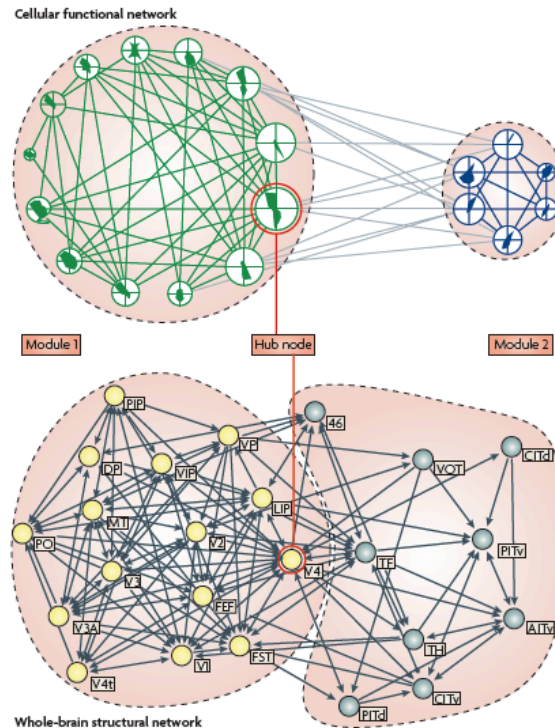 Cellular functional network
Module 1
Hub node
Module 2
PIP
46
VP
CITd
DP
VIP
VOT
LIP
MT
PO
V2
PITv
V4
TF
V3
FEF
V3A
AITv
V1
FST
TH
V4t
CITv
PITd
Whole-brain structural network